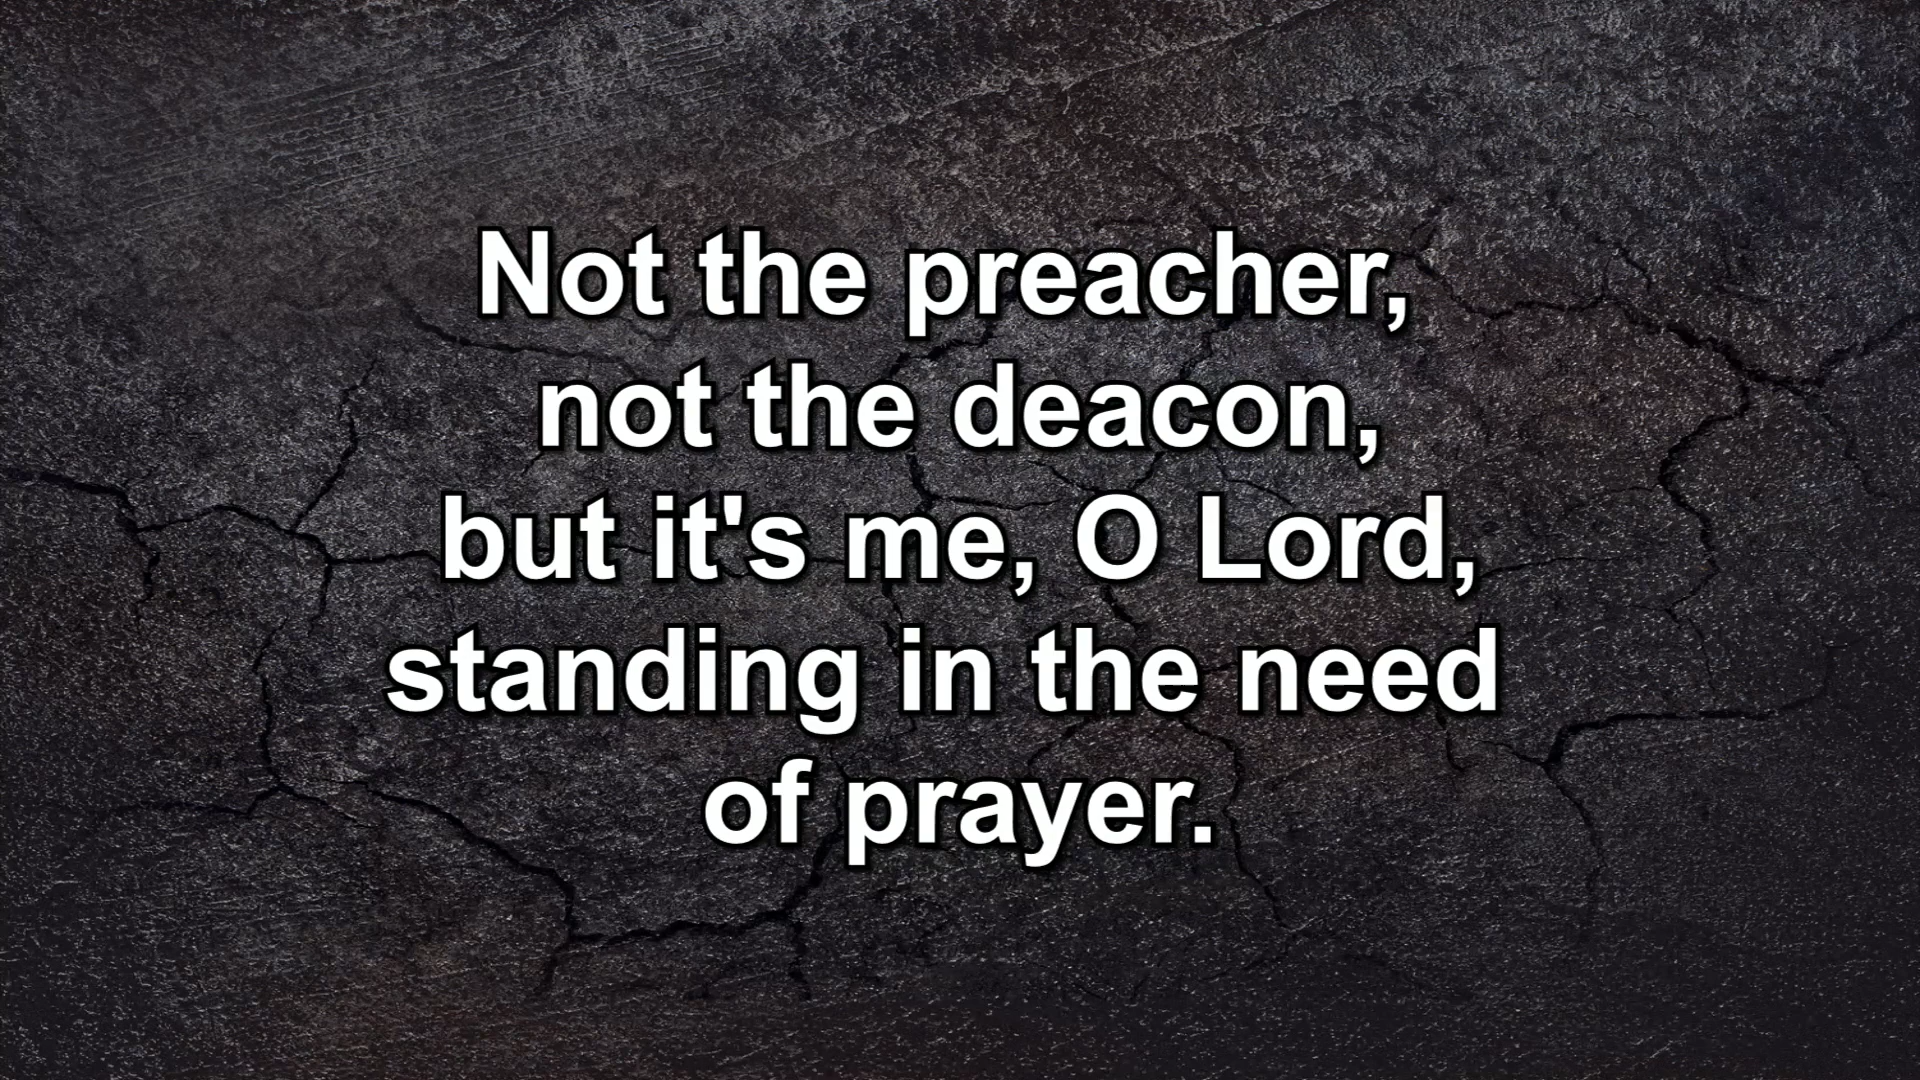 Not the preacher,
not the deacon,
but it's me, O Lord,
standing in the need
of prayer.